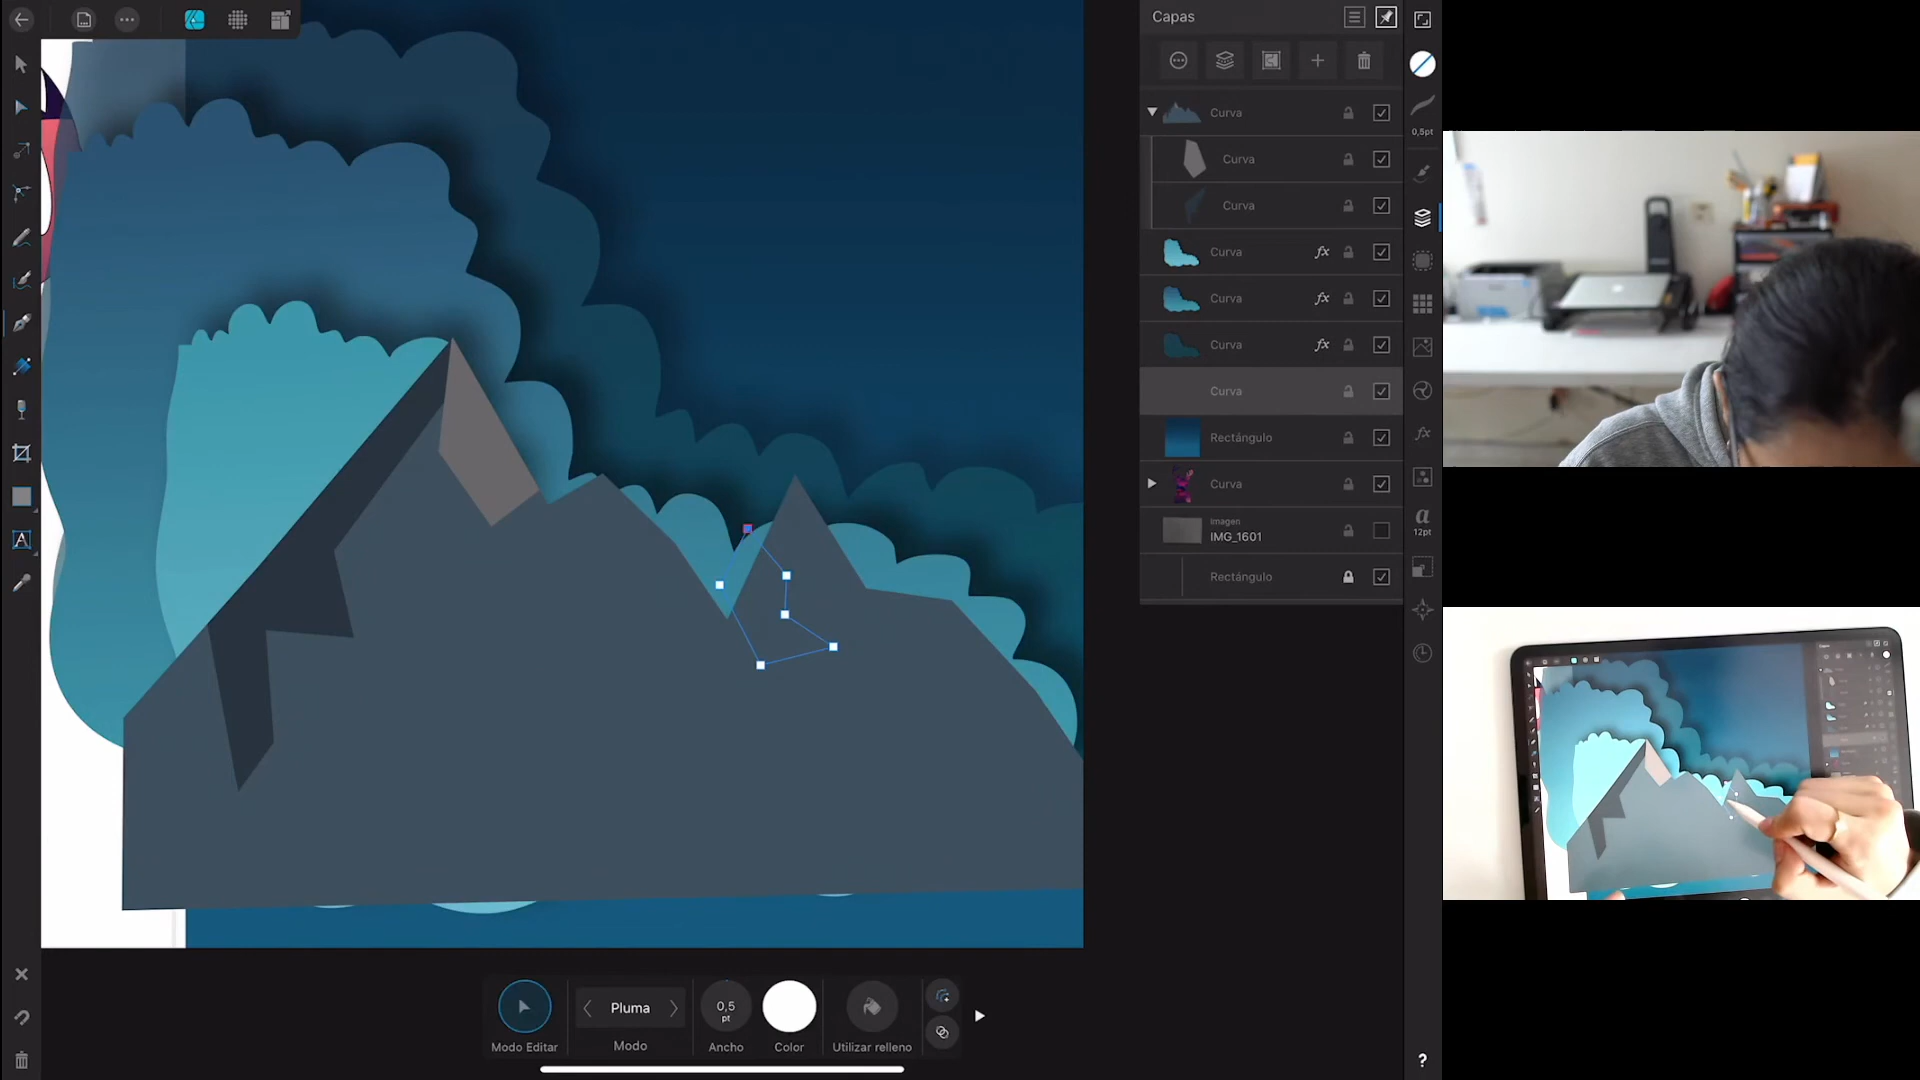 Capas
0,5pt
Curva
Curva
Curva
Curva
Curva
Curva
Curva
Rectángulo
Curva
Imagen
IMG_1601
a
12pt
Rectángulo
A
0,5
pt
Pluma
Modo Editar
Modo
Ancho
Color
Utilizar relleno
?